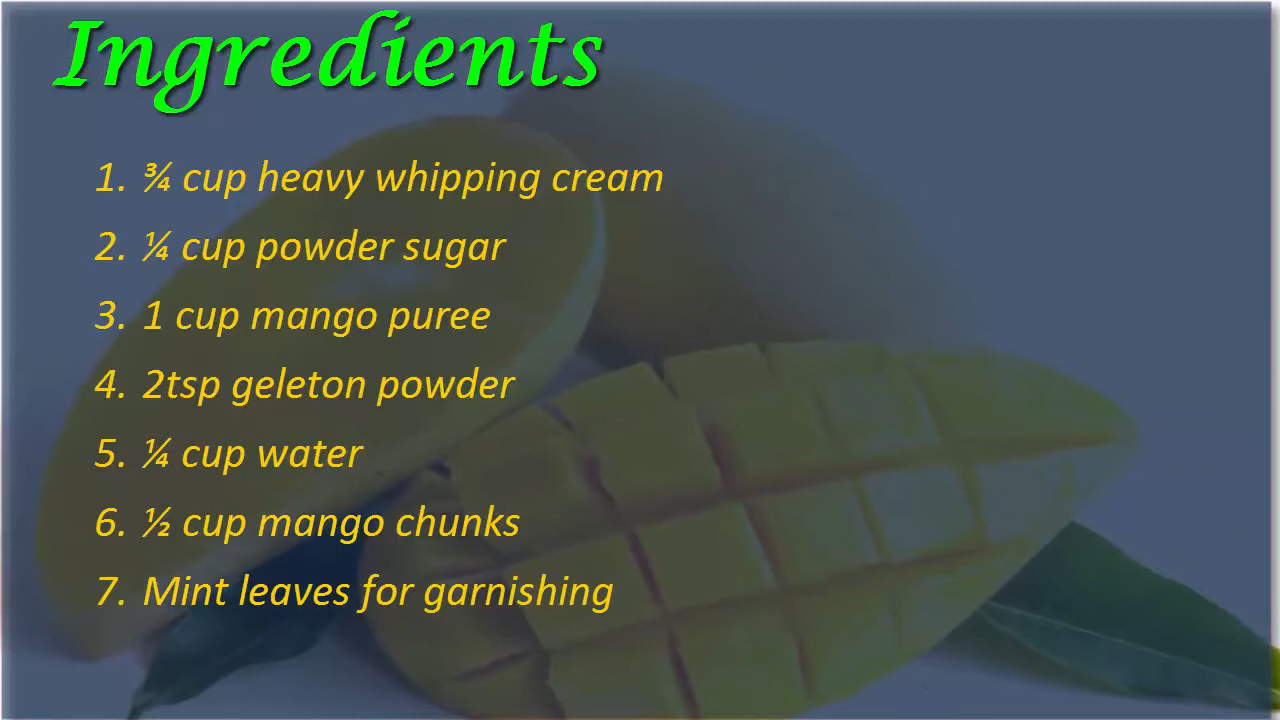 Ingredients
1. ¾ cup heavy whipping cream
2. ¼ cup powder sugar
3. 1 cup mango puree
4. 2tsp geleton powder
5. ¼ cup water
6. ½ cup mango chunks
7. Mint leaves for garnishing